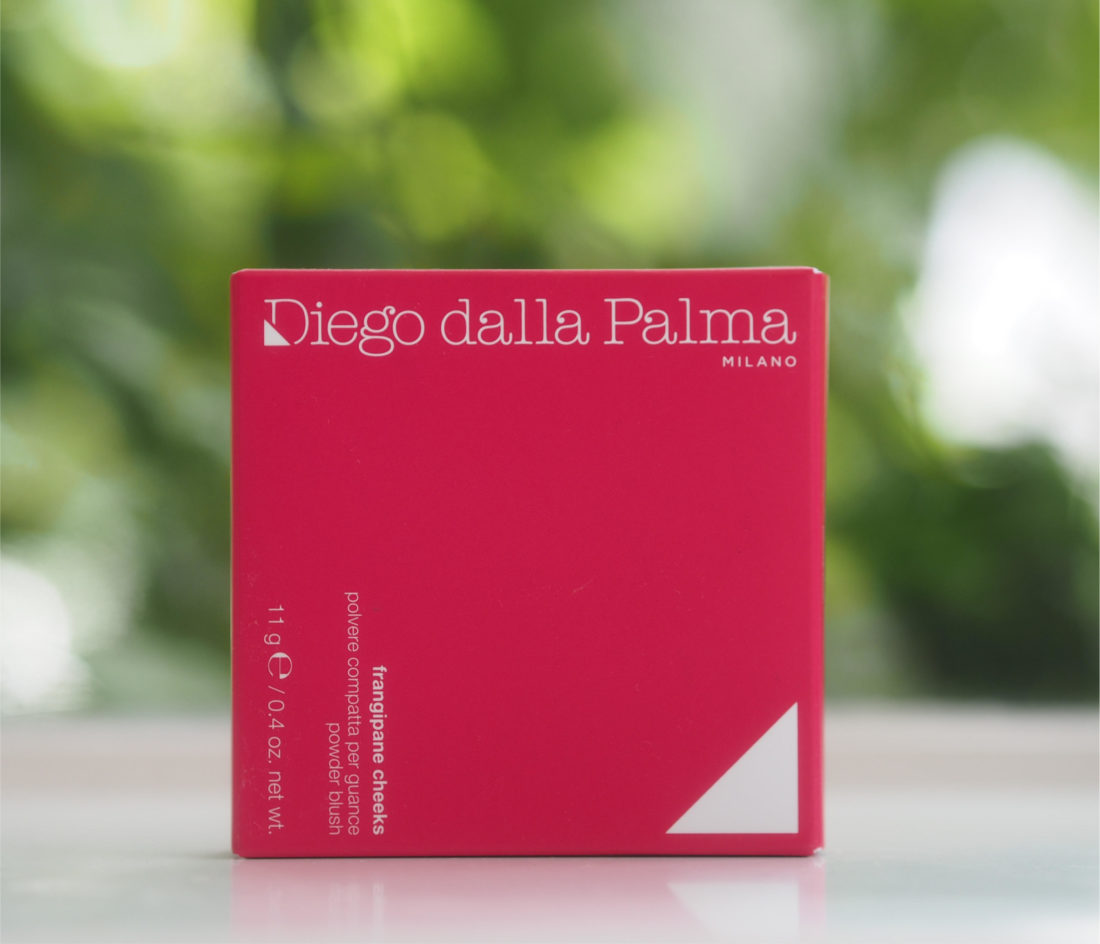 Diego dalla Palma
MILANO
frangipane cheeks
polvere compatta per guance
powder blush
11 g ℮ / 0.4 oz. net wt.